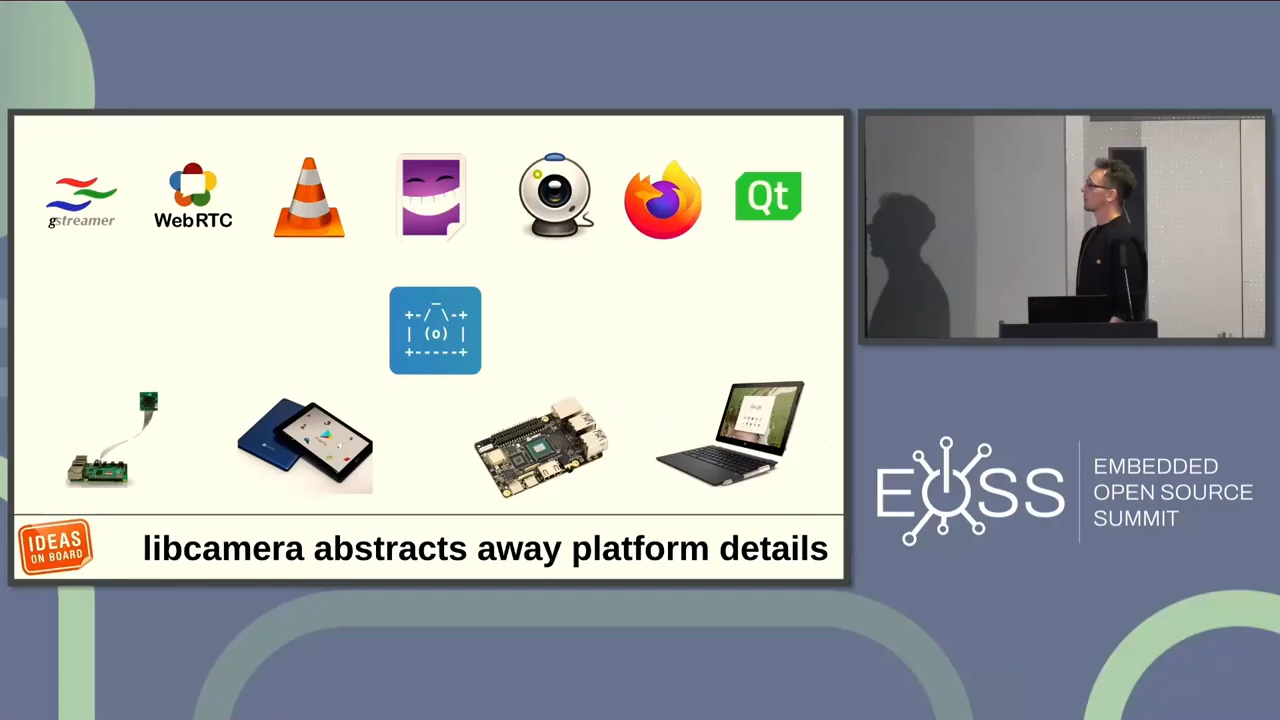 gstreamer
WebRTC
Qt
+-/ \-+
| (o) |
+-----+
IDEAS
ON BOARD
libcamera abstracts away platform details
EOSS
EMBEDDED
OPEN SOURCE
SUMMIT